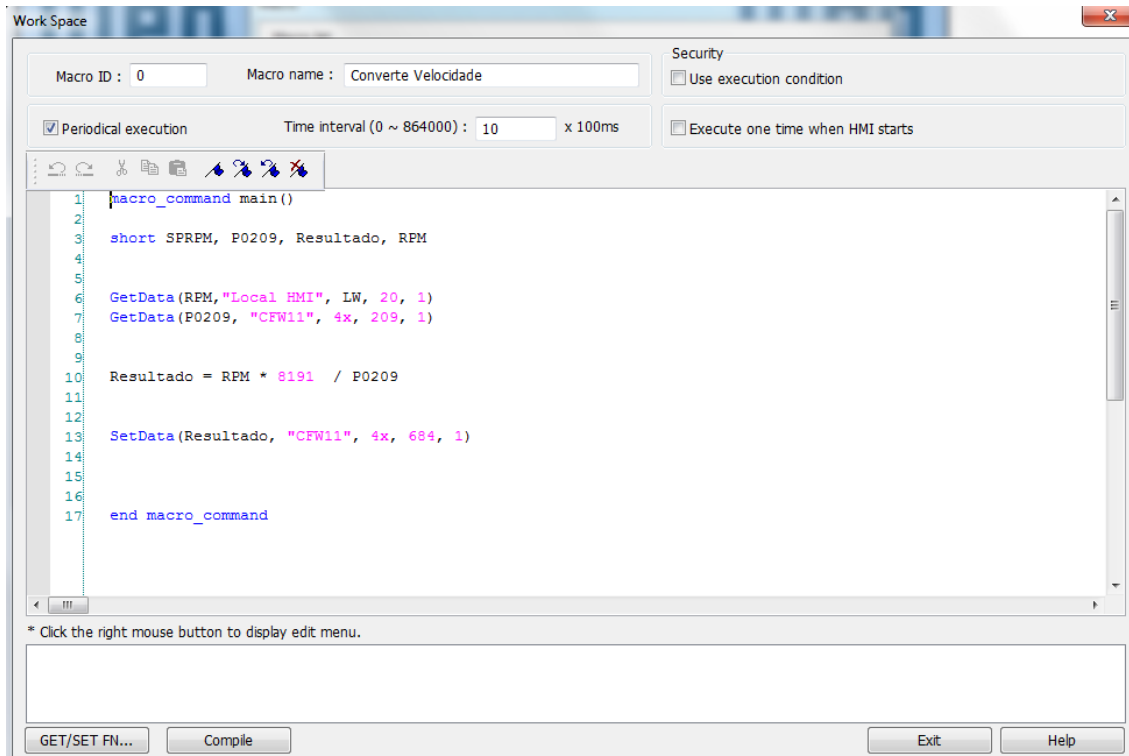 Work Space
Macro ID : 0 Macro name : Converte Velocidade
Security
Use execution condition
Periodical execution Time interval (0 ~ 864000) : 10 x 100ms
Execute one time when HMI starts
1 macro_command main()
2
3 short SPRPM, P0209, Resultado, RPM
4
5
6 GetData(RPM,"Local HMI", LW, 20, 1)
7 GetData(P0209, "CFW11", 4x, 209, 1)
8
9
10 Resultado = RPM * 8191 / P0209
11
12
13 SetData(Resultado, "CFW11", 4x, 684, 1)
14
15
16
17 end macro_command
* Click the right mouse button to display edit menu.
GET/SET FN... Compile Exit Help